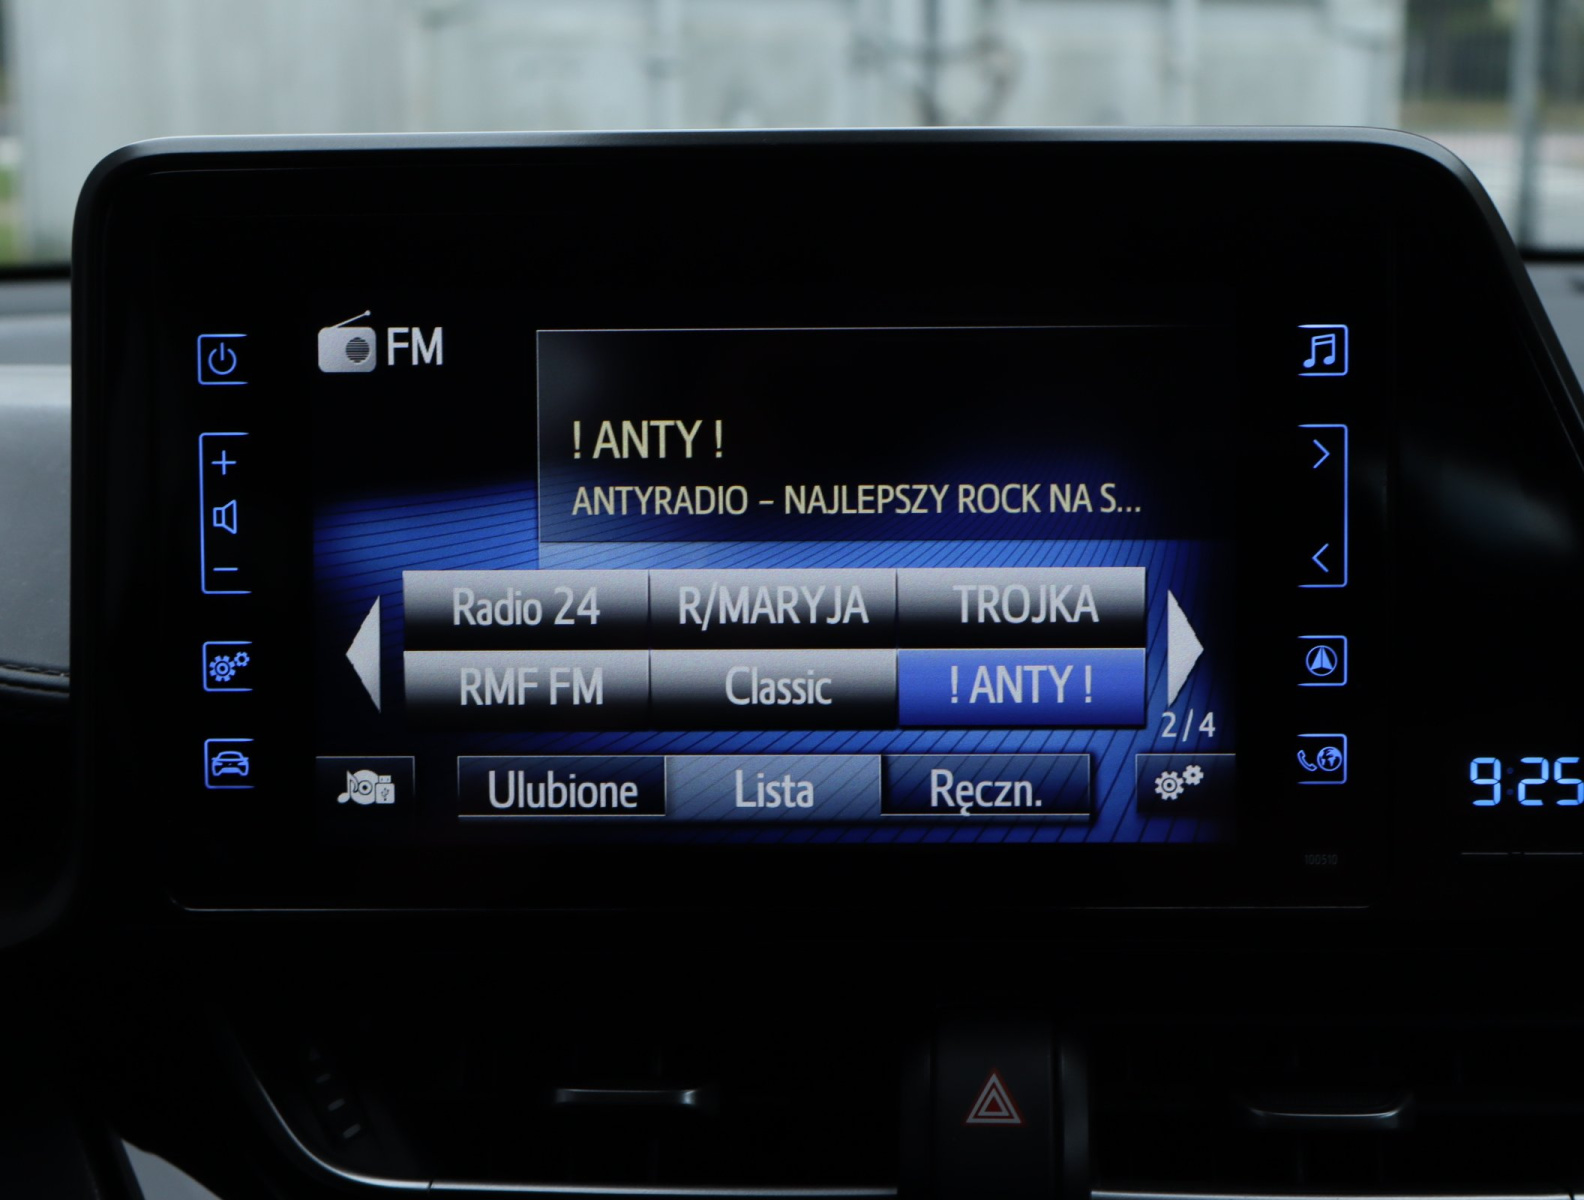 FM
! ANTY !
ANTYRADIO – NAJLEPSZY ROCK NA S...
Radio 24 R/MARYJA TROJKA
RMF FM Classic ! ANTY !
2 / 4
Ulubione Lista Ręczn.
9:25
100510